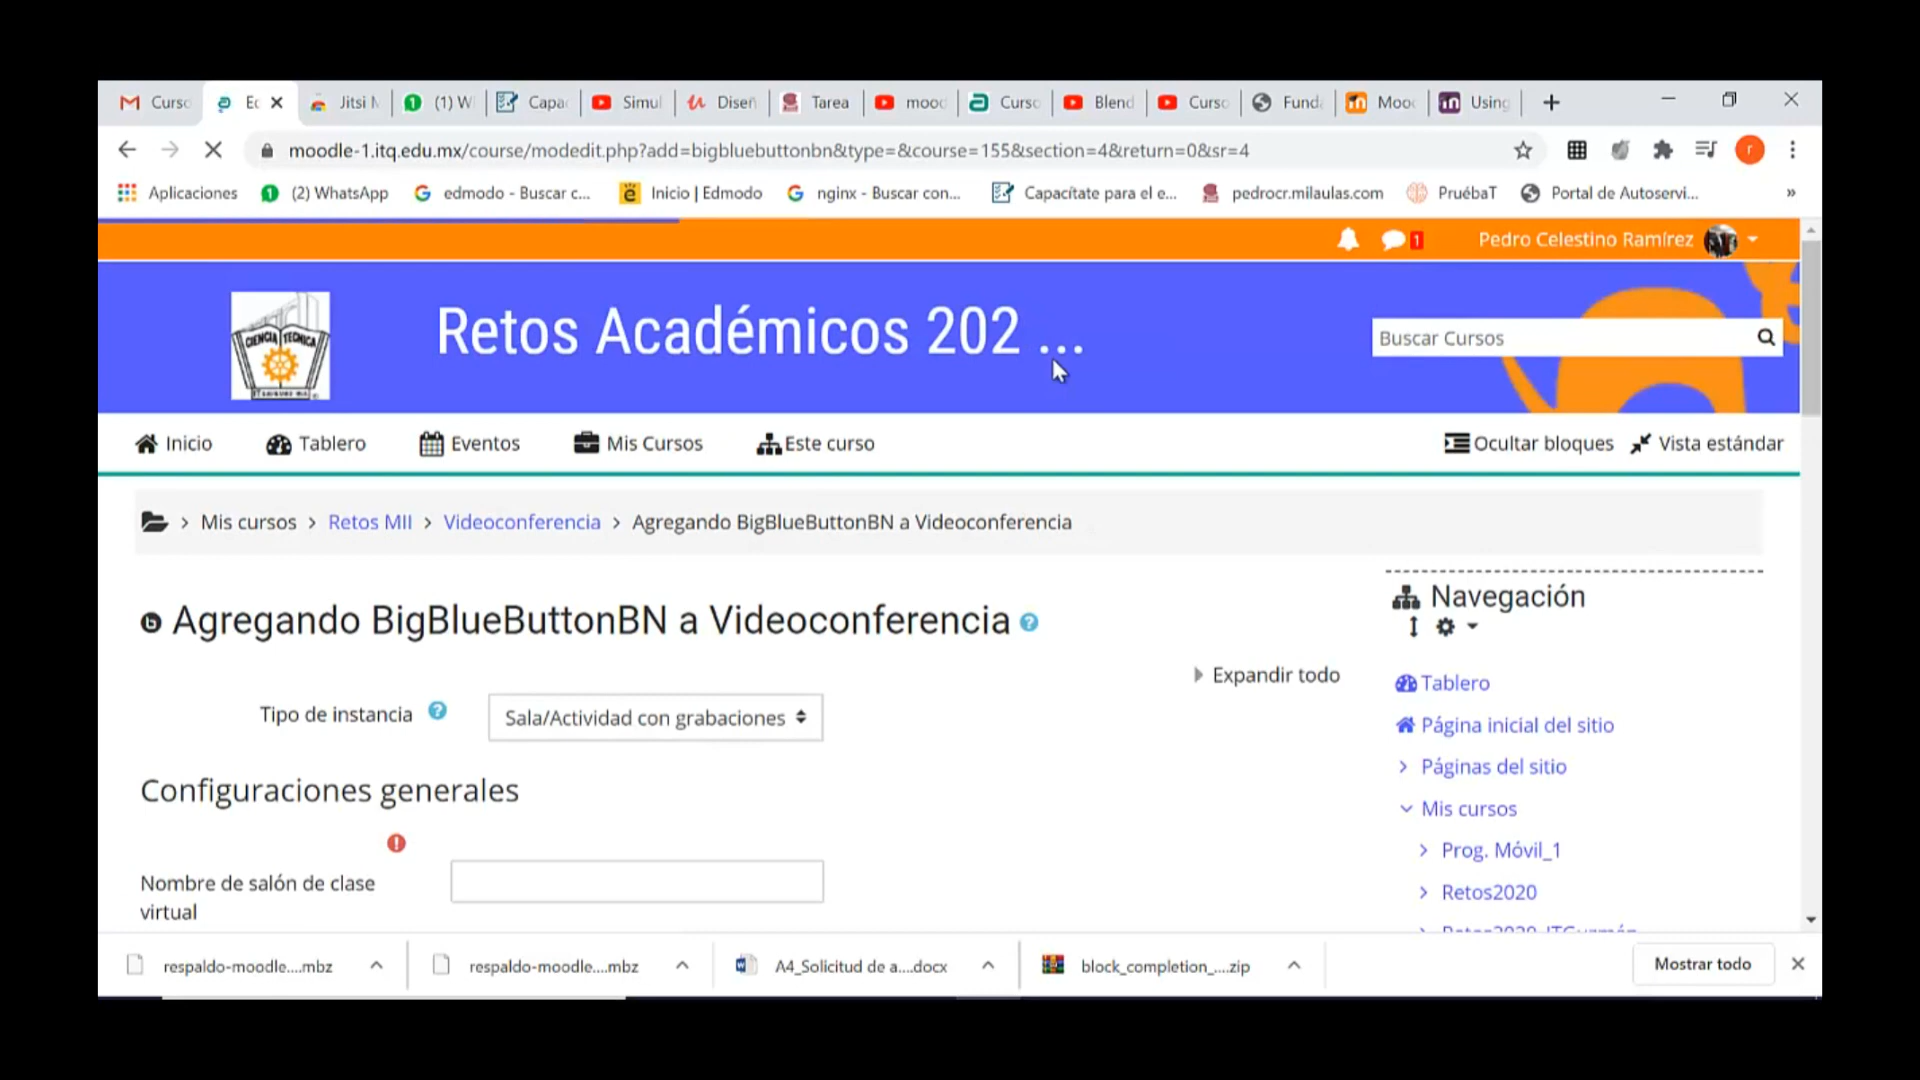 Curso
Ec
Jitsi M
(1) W
Capa
Simul
Diseñ
Tarea
mood
Curso
Blend
Curso
Funda
Mood
Using
moodle-1.itq.edu.mx/course/modedit.php?add=bigbluebuttonbn&type=&course=155&section=4&return=0&sr=4
Aplicaciones
(2) WhatsApp
edmodo - Buscar c...
Inicio | Edmodo
nginx - Buscar con...
Capacítate para el e...
pedrocr.milaulas.com
PruébaT
Portal de Autoservi...
»
1
Pedro Celestino Ramírez
CIENCIA TECNICA
Retos Académicos 202 ...
Buscar Cursos
Inicio
Tablero
Eventos
Mis Cursos
Este curso
Ocultar bloques
Vista estándar
Mis cursos > Retos MII > Videoconferencia > Agregando BigBlueButtonBN a Videoconferencia
Agregando BigBlueButtonBN a Videoconferencia
Expandir todo
Tipo de instancia
Sala/Actividad con grabaciones
Configuraciones generales
Nombre de salón de clase
virtual
Navegación
Tablero
Página inicial del sitio
Páginas del sitio
Mis cursos
Prog. Móvil_1
Retos2020
respaldo-moodle....mbz
respaldo-moodle....mbz
A4_Solicitud de a....docx
block_completion_....zip
Mostrar todo